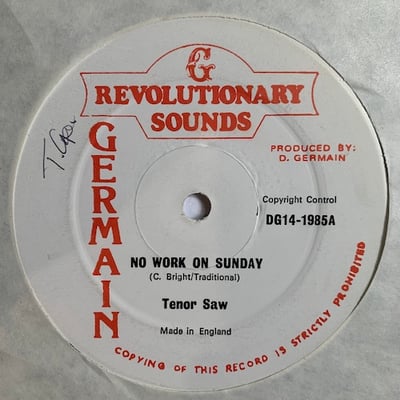 G
REVOLUTIONARY
SOUNDS
GERMAIN
PRODUCED BY:
D. GERMAIN
Copyright Control
DG14-1985A
NO WORK ON SUNDAY
(C. Bright/Traditional)
Tenor Saw
Made in England
COPYING OF THIS RECORD IS STRICTLY PROHIBITED